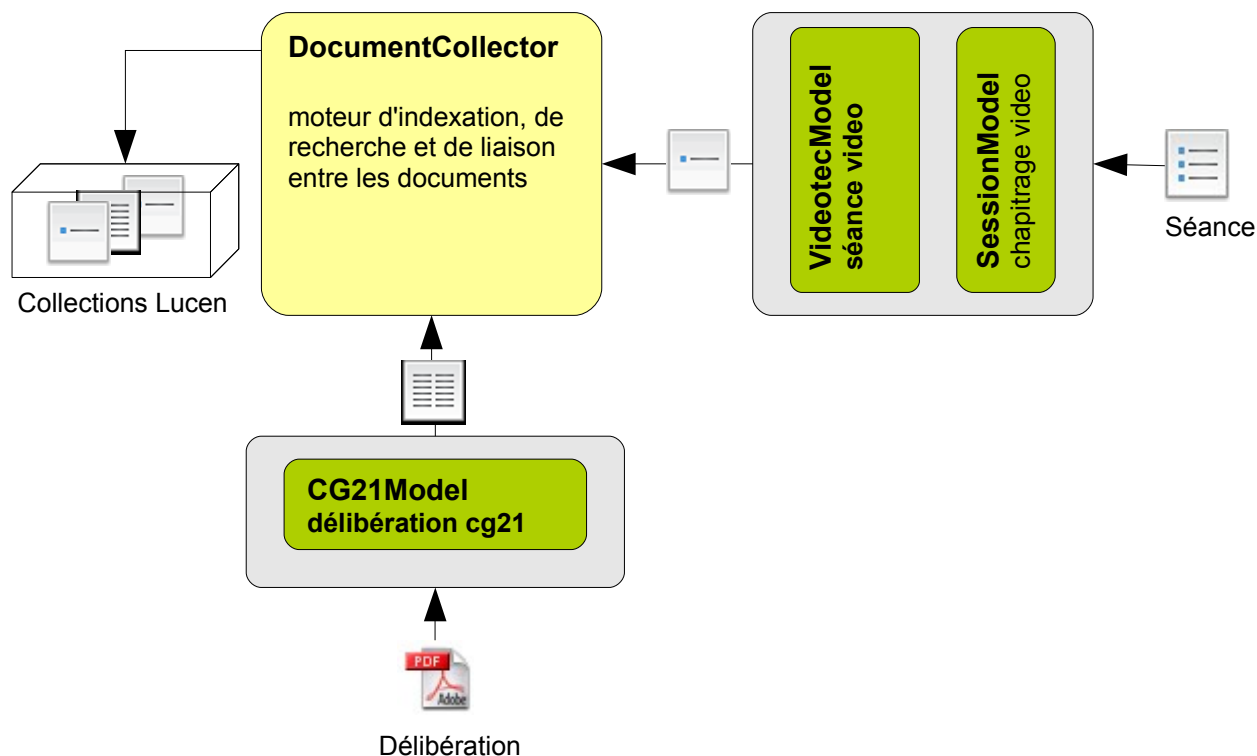 DocumentCollector
moteur d'indexation, de
recherche et de liaison
entre les documents
VideotecModel
séance video
SessionModel
chapitrage video
Séance
Collections Lucen
CG21Model
délibération cg21
PDF
Adobe
Délibération